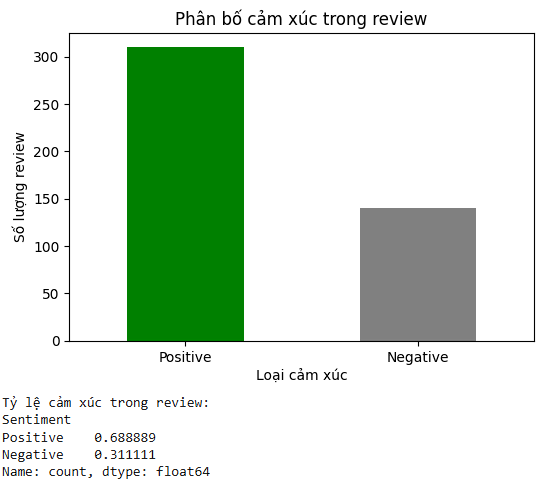 Phân bố cảm xúc trong review
300
250
200
150
100
50
0
Số lượng review
Positive
Negative
Loại cảm xúc
Tỷ lệ cảm xúc trong review:
Sentiment
Positive    0.688889
Negative    0.311111
Name: count, dtype: float64